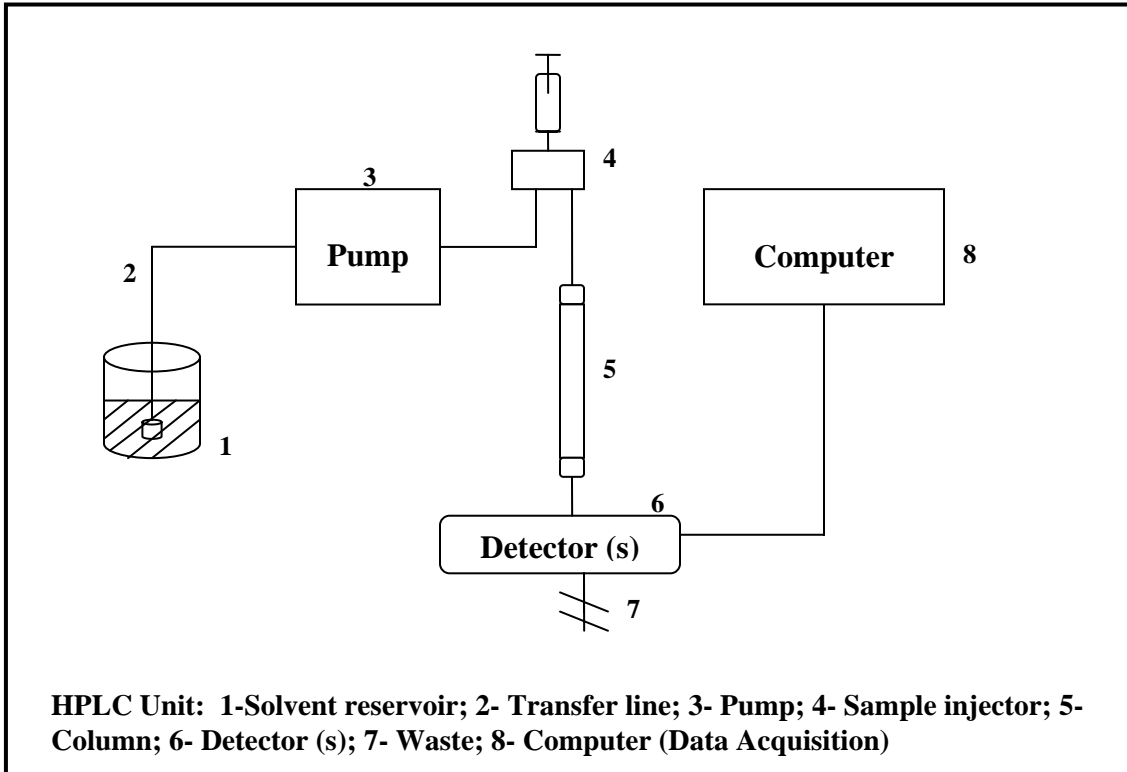 4
3
Pump
Computer
8
2
5
1
6
Detector (s)
7
HPLC Unit: 1-Solvent reservoir; 2- Transfer line; 3- Pump; 4- Sample injector; 5-
Column; 6- Detector (s); 7- Waste; 8- Computer (Data Acquisition)